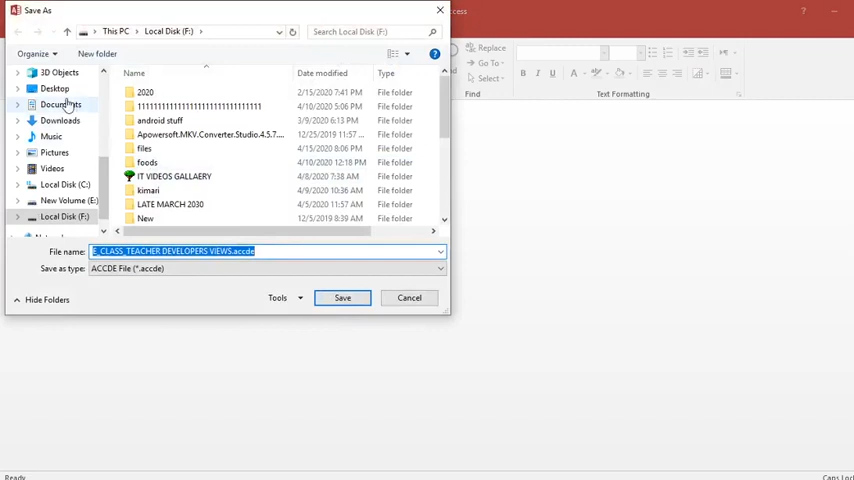 Save As
ccess
?
This PC > Local Disk (F:) >
Search Local Disk (F:)
Organize
New folder
?
Replace
Go To
Select
Find
B I U A
Text Formatting
3D Objects
Desktop
Documents
Downloads
Music
Pictures
Videos
Local Disk (C:)
New Volume (E:)
Local Disk (F:)
Name Date modified Type
2020 2/15/2020 7:41 PM File folder
4/10/2020 5:06 PM File folder
android stuff 3/9/2020 6:13 PM File folder
Apowersoft.MKV.Converter.Studio.4.5.7.... 12/25/2019 11:57 ... File folder
files 4/15/2020 8:06 PM File folder
foods 4/10/2020 12:18 PM File folder
IT VIDEOS GALLAERY 4/8/2020 7:38 AM File folder
kimari 4/9/2020 10:36 AM File folder
LATE MARCH 2030 4/5/2020 11:57 AM File folder
New 12/5/2019 8:39 AM File folder
File name: E_CLASS_TEACHER DEVELOPERS VIEWS.accde
Save as type: ACCDE File (*.accde)
Hide Folders
Tools
Save
Cancel
Ready
Caps Loc